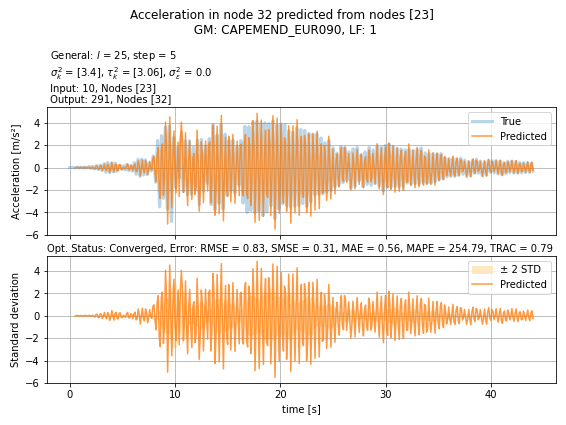 Acceleration in node 32 predicted from nodes [23]
GM: CAPEMEND_EUR090, LF: 1
General: l = 25, step = 5
σ²ₖ = [3.4], τ²ₖ = [3.06], σ²ε = 0.0
Input: 10, Nodes [23]
Output: 291, Nodes [32]
Acceleration [m/s²]
4
2
0
−2
−4
−6
True
Predicted
Opt. Status: Converged, Error: RMSE = 0.83, SMSE = 0.31, MAE = 0.56, MAPE = 254.79, TRAC = 0.79
Standard deviation
4
2
0
−2
−4
−6
± 2 STD
Predicted
0 10 20 30 40
time [s]